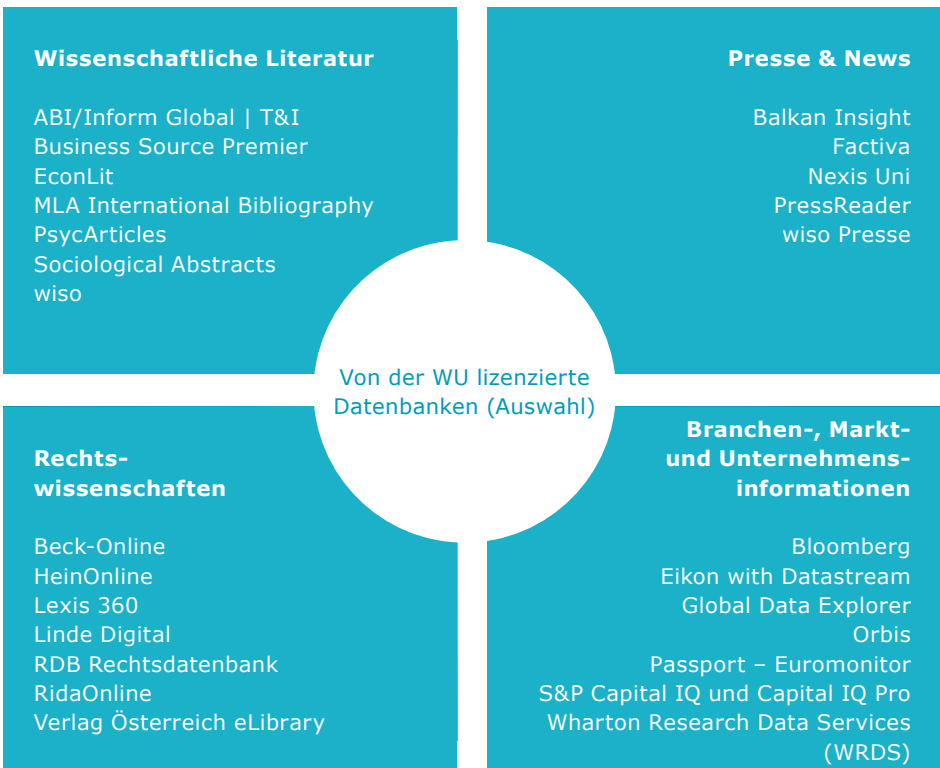 Wissenschaftliche Literatur
ABI/Inform Global | T&I
Business Source Premier
EconLit
MLA International Bibliography
PsycArticles
Sociological Abstracts
wiso
Presse & News
Balkan Insight
Factiva
Nexis Uni
PressReader
wiso Presse
Von der WU lizenzierte
Datenbanken (Auswahl)
Rechts-
wissenschaften
Beck-Online
HeinOnline
Lexis 360
Linde Digital
RDB Rechtsdatenbank
RidaOnline
Verlag Österreich eLibrary
Branchen-, Markt-
und Unternehmens-
informationen
Bloomberg
Eikon with Datastream
Global Data Explorer
Orbis
Passport – Euromonitor
S&P Capital IQ und Capital IQ Pro
Wharton Research Data Services
(WRDS)